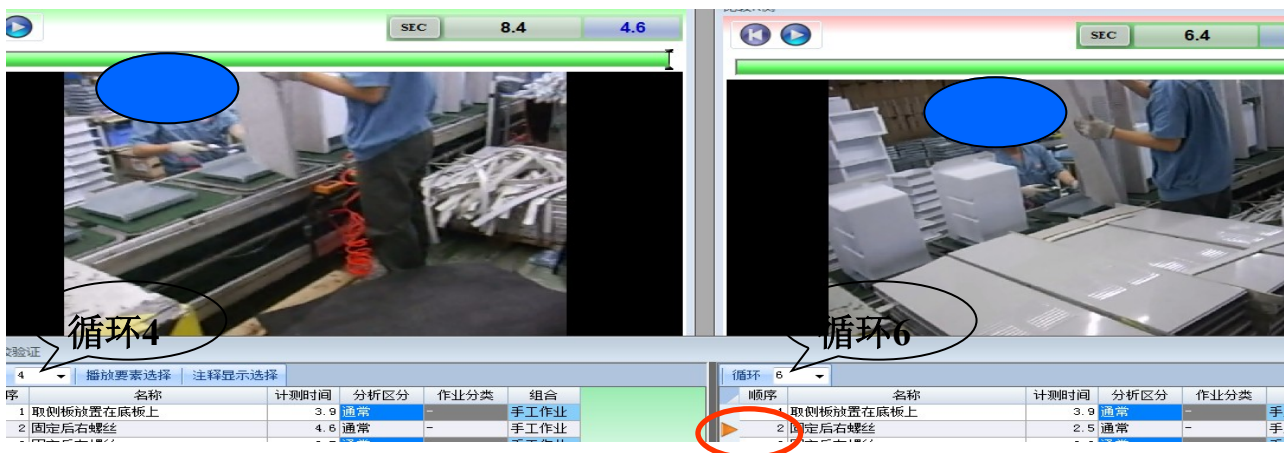 SEC 8.4 4.6
SEC 6.4
循环4
循环6
4 播放要素选择 注释显示选择
名称 计测时间 分析区分 作业分类 组合
1 取侧板放置在底板上 3.9 通常 - 手工作业
2 固定后右螺丝 4.6 通常 - 手工作业
循环 6
顺序 名称 计测时间 分析区分 作业分类
1 取侧板放置在底板上 3.9 通常 -
2 固定后右螺丝 2.5 通常 -